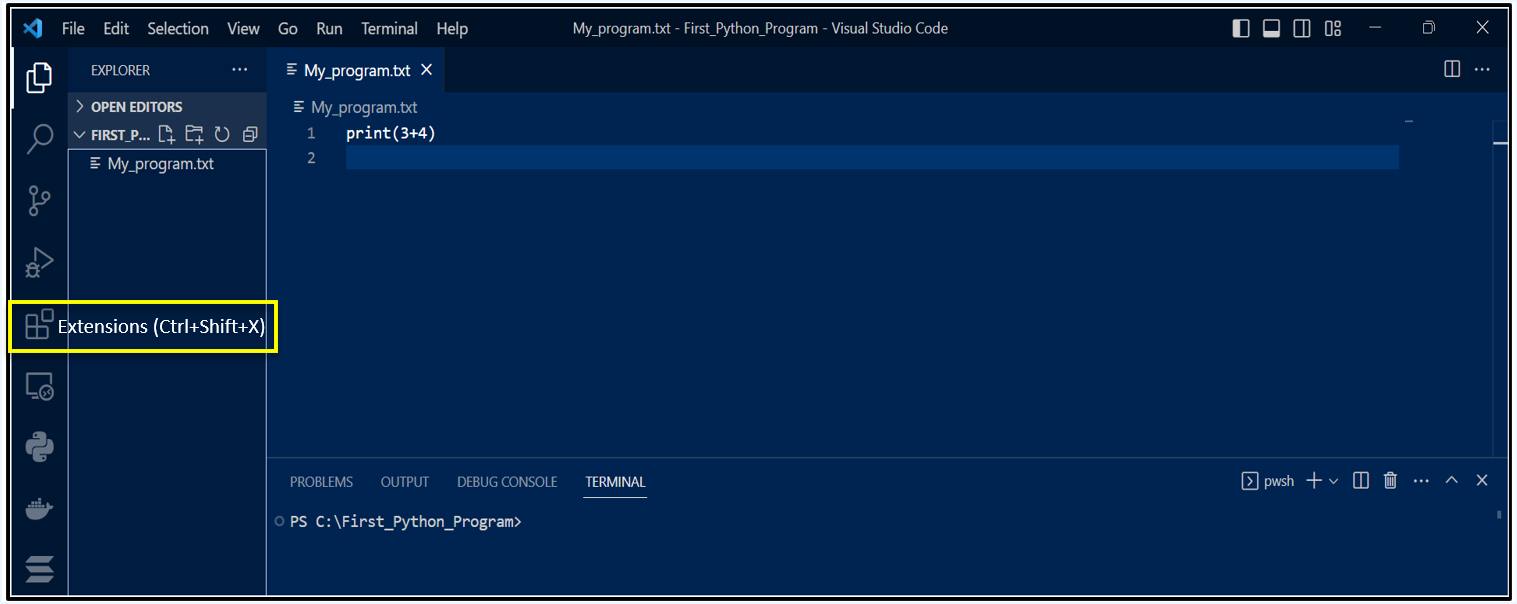 File Edit Selection View Go Run Terminal Help My_program.txt - First_Python_Program - Visual Studio Code
EXPLORER ··· My_program.txt
OPEN EDITORS
My_program.txt
FIRST_P...
1 print(3+4)
My_program.txt
2
Extensions (Ctrl+Shift+X)
PROBLEMS OUTPUT DEBUG CONSOLE TERMINAL pwsh
PS C:\First_Python_Program>